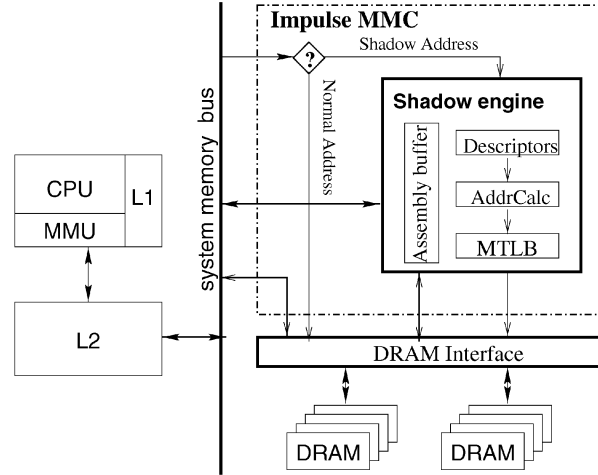 Impulse MMC
Shadow Address
?
Normal Address
Shadow engine
Assembly buffer
Descriptors
AddrCalc
MTLB
system memory bus
CPU
L1
MMU
L2
DRAM Interface
DRAM
DRAM